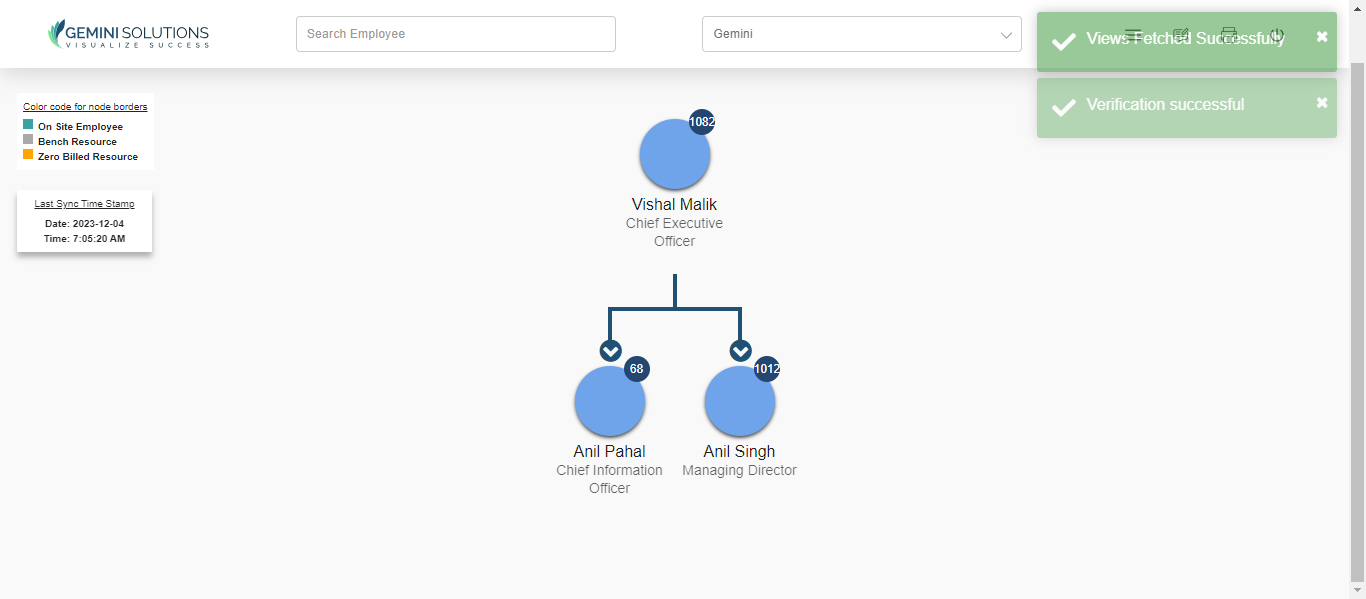 GEMINI SOLUTIONS
VISUALIZE SUCCESS
Search Employee
Gemini
Views Fetched Successfully
Verification successful
Color code for node borders
On Site Employee
Bench Resource
Zero Billed Resource
Last Sync Time Stamp
Date: 2023-12-04
Time: 7:05:20 AM
1082
Vishal Malik
Chief Executive
Officer
68
Anil Pahal
Chief Information
Officer
1012
Anil Singh
Managing Director